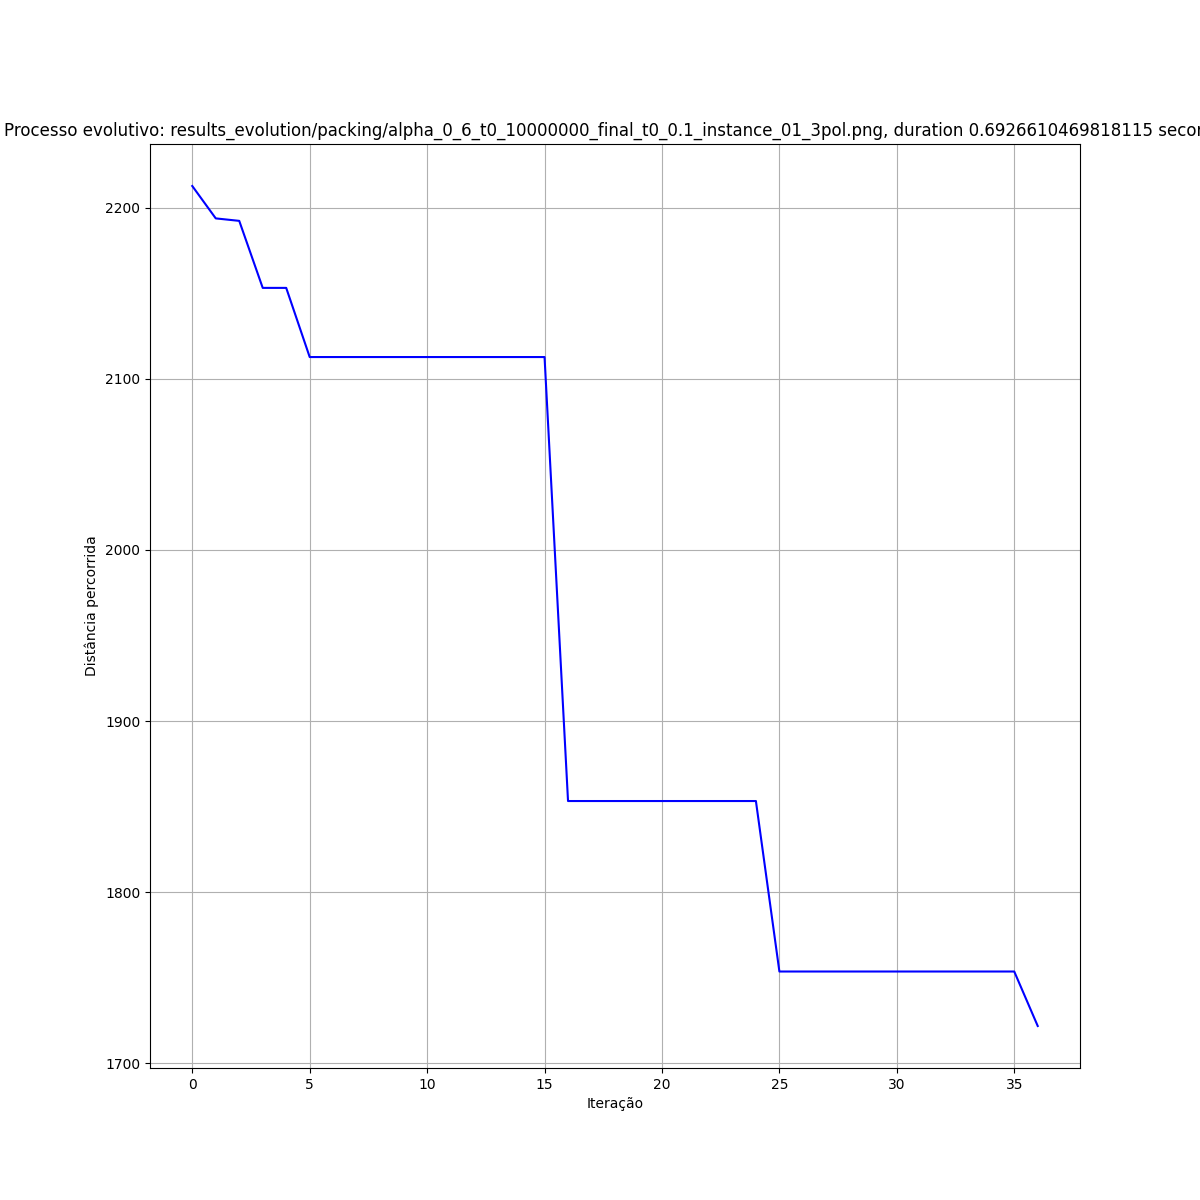 Processo evolutivo: results_evolution/packing/alpha_0_6_t0_10000000_final_t0_0.1_instance_01_3pol.png, duration 0.6926610469818115
2200
2100
2000
1900
1800
1700
Distância percorrida
0 5 10 15 20 25 30 35
Iteração